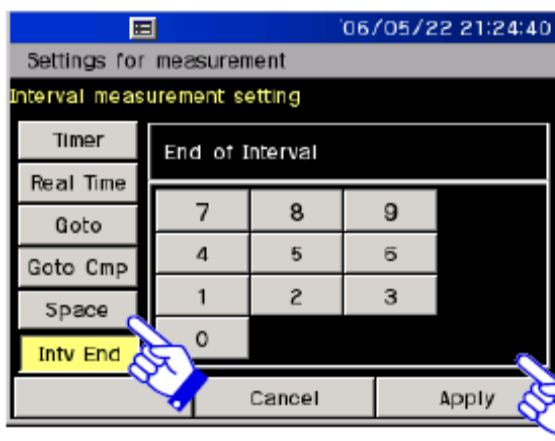 '06/05/22 21:24:40
Settings for measurement
Interval measurement setting
Timer
Real Time
Goto
Goto Cmp
Space
Intv End
End of Interval
7 8 9
4 5 6
1 2 3
0
Cancel
Apply